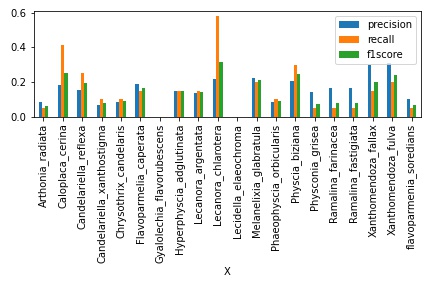 0.6
0.4
0.2
0.0
precision
recall
f1score
Arthonia_radiata
Caloplaca_cerina
Candelariella_reflexa
Candelariella_xanthostigma
Chrysothrix_candelaris
Flavoparmelia_caperata
Gyalolechia_flavorubescens
Hyperphyscia_adglutinata
Lecanora_argentata
Lecanora_chlarotera
Lecidella_elaeochroma
Melanelixia_glabratula
Phaeophyscia_orbicularis
Physcia_biziana
Physconia_grisea
Ramalina_farinacea
Ramalina_fastigiata
Xanthomendoza_fallax
Xanthomendoza_fulva
flavoparmenia_soredians
X